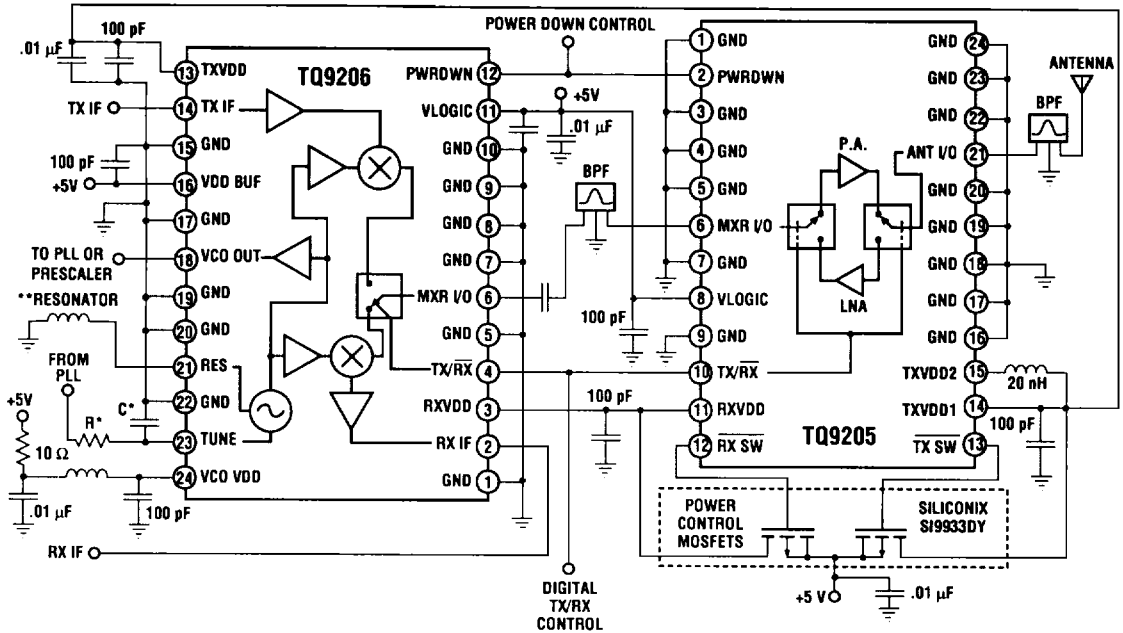 POWER DOWN CONTROL
100 pF
.01 µF
TQ9206
13 TXVDD
TX IF
14 TX IF
15 GND
100 pF
+5V
16 VDD BUF
17 GND
TO PLL OR
PRESCALER
18 VCO OUT
**RESONATOR
19 GND
20 GND
21 RES
FROM
PLL
22 GND
C*
+5V
R*
23 TUNE
10 Ω
24 VCO VDD
.01 µF
100 pF
RX IF
PWRDWN 12
VLOGIC 11
GND 10
GND 9
GND 8
GND 7
MXR I/O 6
GND 5
TX/R̅X̅ 4
RXVDD 3
RX IF 2
GND 1
+5V
.01 µF
BPF
100 pF
100 pF
DIGITAL
TX/RX
CONTROL
1 GND
2 PWRDWN
3 GND
4 GND
5 GND
6 MXR I/O
7 GND
8 VLOGIC
9 GND
10 TX/R̅X̅
11 RXVDD
12 R̅X̅ S̅W̅
P.A.
LNA
TQ9205
GND 24
GND 23
GND 22
ANT I/O 21
GND 20
GND 19
GND 18
GND 17
GND 16
TXVDD2 15
TXVDD1 14
T̅X̅ S̅W̅ 13
ANTENNA
BPF
20 nH
100 pF
POWER
CONTROL
MOSFETS
SILICONIX
SI9933DY
+5 V
.01 µF